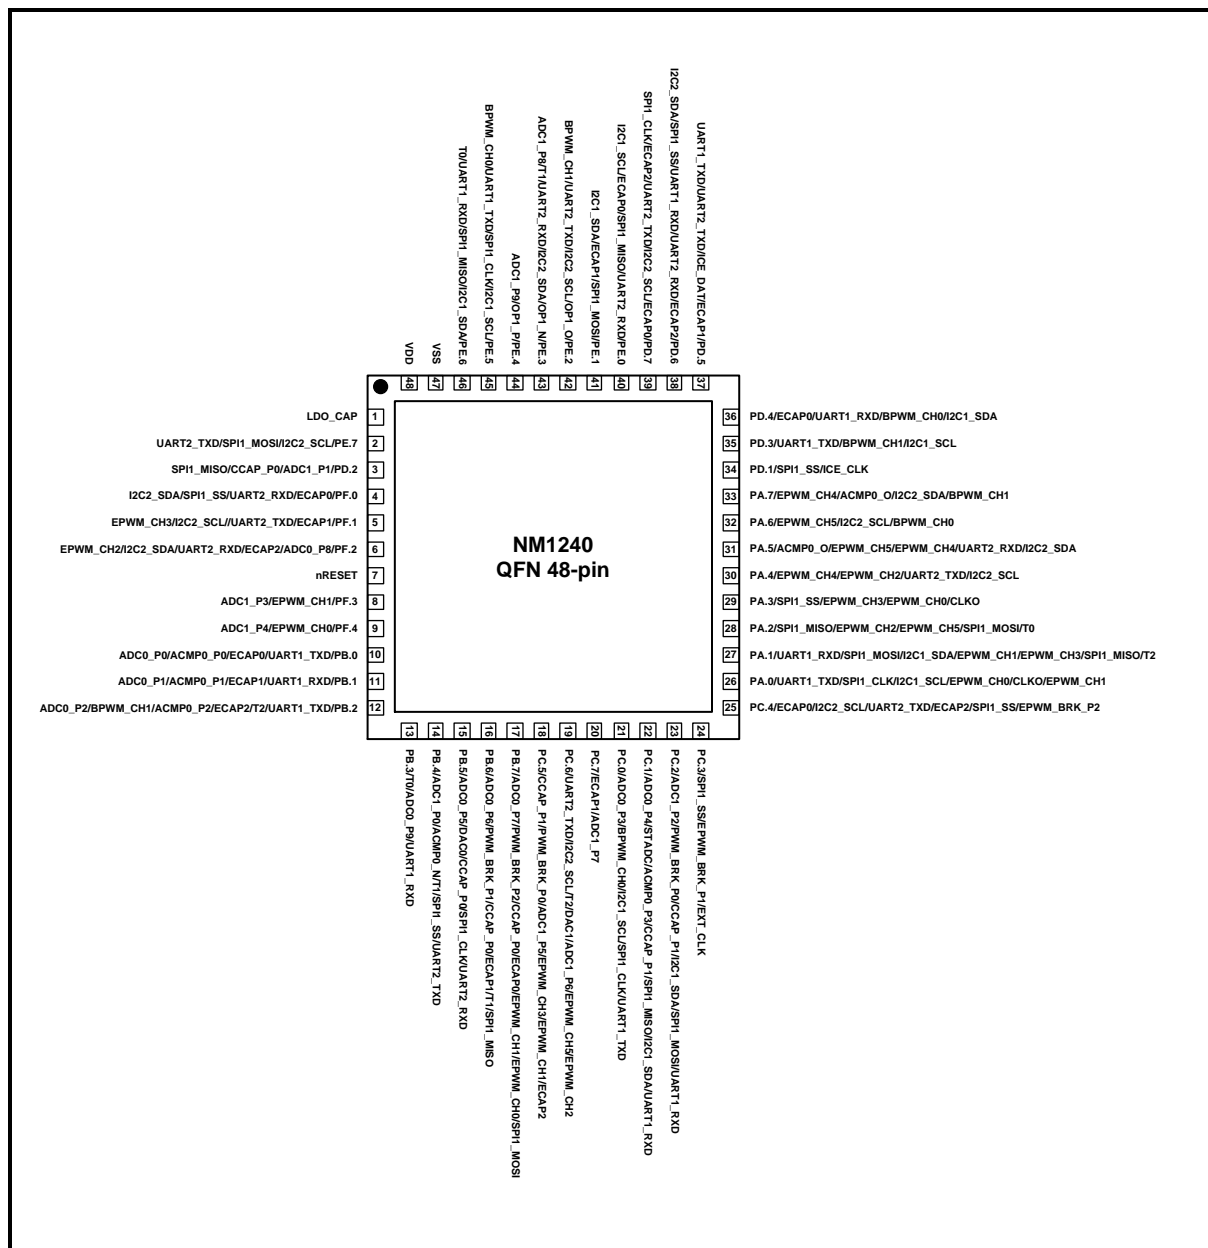 T0/UART1_RXD/SPI1_MISO/I2C1_SDA/PE.6
BPWM_CH0/UART1_TXD/SPI1_CLK/I2C1_SCL/PE.5
ADC1_P9/OP1_P/PE.4
ADC1_P8/T1/UART2_RXD/I2C2_SDA/OP1_N/PE.3
BPWM_CH1/UART2_TXD/I2C2_SCL/OP1_O/PE.2
I2C1_SDA/ECAP1/SPI1_MOSI/PE.1
I2C1_SCL/ECAP0/SPI1_MISO/UART2_RXD/PE.0
SPI1_CLK/ECAP2/UART2_TXD/I2C2_SCL/ECAP0/PD.7
I2C2_SDA/SPI1_SS/UART1_RXD/UART2_RXD/ECAP2/PD.6
UART1_TXD/UART2_TXD/ICE_DAT/ECAP1/PD.5
VDD
VSS
48
47
46
45
44
43
42
41
40
39
38
37
LDO_CAP 1
UART2_TXD/SPI1_MOSI/I2C2_SCL/PE.7 2
SPI1_MISO/CCAP_P0/ADC1_P1/PD.2 3
I2C2_SDA/SPI1_SS/UART2_RXD/ECAP0/PF.0 4
EPWM_CH3/I2C2_SCL//UART2_TXD/ECAP1/PF.1 5
EPWM_CH2/I2C2_SDA/UART2_RXD/ECAP2/ADC0_P8/PF.2 6
nRESET 7
ADC1_P3/EPWM_CH1/PF.3 8
ADC1_P4/EPWM_CH0/PF.4 9
ADC0_P0/ACMP0_P0/ECAP0/UART1_TXD/PB.0 10
ADC0_P1/ACMP0_P1/ECAP1/UART1_RXD/PB.1 11
ADC0_P2/BPWM_CH1/ACMP0_P2/ECAP2/T2/UART1_TXD/PB.2 12
NM1240
QFN 48-pin
36 PD.4/ECAP0/UART1_RXD/BPWM_CH0/I2C1_SDA
35 PD.3/UART1_TXD/BPWM_CH1/I2C1_SCL
34 PD.1/SPI1_SS/ICE_CLK
33 PA.7/EPWM_CH4/ACMP0_O/I2C2_SDA/BPWM_CH1
32 PA.6/EPWM_CH5/I2C2_SCL/BPWM_CH0
31 PA.5/ACMP0_O/EPWM_CH5/EPWM_CH4/UART2_RXD/I2C2_SDA
30 PA.4/EPWM_CH4/EPWM_CH2/UART2_TXD/I2C2_SCL
29 PA.3/SPI1_SS/EPWM_CH3/EPWM_CH0/CLKO
28 PA.2/SPI1_MISO/EPWM_CH2/EPWM_CH5/SPI1_MOSI/T0
27 PA.1/UART1_RXD/SPI1_MOSI/I2C1_SDA/EPWM_CH1/EPWM_CH3/SPI1_MISO/T2
26 PA.0/UART1_TXD/SPI1_CLK/I2C1_SCL/EPWM_CH0/CLKO/EPWM_CH1
25 PC.4/ECAP0/I2C2_SCL/UART2_TXD/ECAP2/SPI1_SS/EPWM_BRK_P2
13
14
15
16
17
18
19
20
21
22
23
24
PB.3/T0/ADC0_P9/UART1_RXD
PB.4/ADC1_P0/ACMP0_N/T1/SPI1_SS/UART2_TXD
PB.5/ADC0_P5/DAC0/CCAP_P0/SPI1_CLK/UART2_RXD
PB.6/ADC0_P6/PWM_BRK_P1/CCAP_P0/ECAP1/T1/SPI1_MISO
PB.7/ADC0_P7/PWM_BRK_P2/CCAP_P0/ECAP0/EPWM_CH1/EPWM_CH0/SPI1_MOSI
PC.5/CCAP_P1/PWM_BRK_P0/ADC1_P5/EPWM_CH3/EPWM_CH1/ECAP2
PC.6/UART2_TXD/I2C2_SCL/T2/DAC1/ADC1_P6/EPWM_CH5/EPWM_CH2
PC.7/ECAP1/ADC1_P7
PC.0/ADC0_P3/BPWM_CH0/I2C1_SCL/SPI1_CLK/UART1_TXD
PC.1/ADC0_P4/STADC/ACMP0_P3/CCAP_P1/SPI1_MISO/I2C1_SDA/UART1_RXD
PC.2/ADC1_P2/PWM_BRK_P0/CCAP_P1/I2C1_SDA/SPI1_MOSI/UART1_RXD
PC.3/SPI1_SS/EPWM_BRK_P1/EXT_CLK